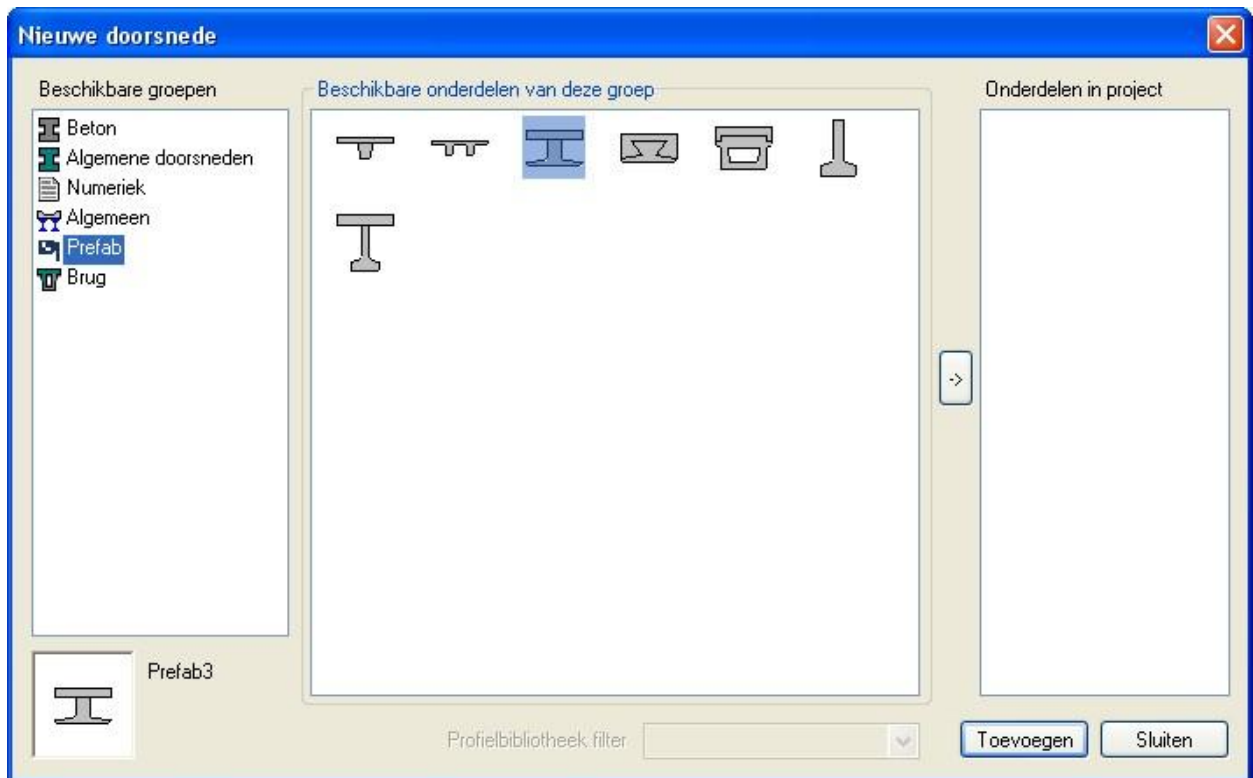 Nieuwe doorsnede
Beschikbare groepen
Beton
Algemene doorsneden
Numeriek
Algemeen
Prefab
Brug
Prefab3
Beschikbare onderdelen van deze groep
->
Onderdelen in project
Profielbibliotheek filter
Toevoegen
Sluiten